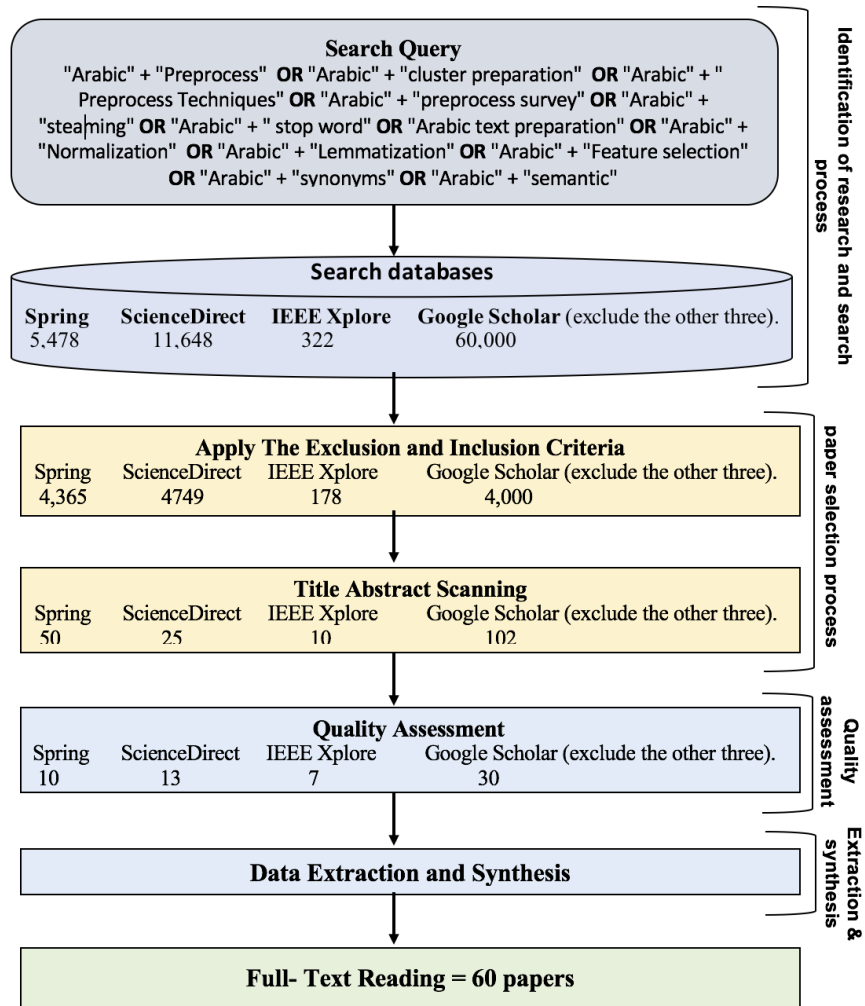 Search Query
"Arabic" + "Preprocess" OR "Arabic" + "cluster preparation" OR "Arabic" + "
Preprocess Techniques" OR "Arabic" + "preprocess survey" OR "Arabic" +
"steaming" OR "Arabic" + " stop word" OR "Arabic text preparation" OR "Arabic" +
"Normalization" OR "Arabic" + "Lemmatization" OR "Arabic" + "Feature selection"
OR "Arabic" + "synonyms" OR "Arabic" + "semantic"
Identification of research and search
process
Search databases
Spring ScienceDirect IEEE Xplore Google Scholar (exclude the other three).
5,478 11,648 322 60,000
Apply The Exclusion and Inclusion Criteria
Spring ScienceDirect IEEE Xplore Google Scholar (exclude the other three).
4,365 4749 178 4,000
paper selection process
Title Abstract Scanning
Spring ScienceDirect IEEE Xplore Google Scholar (exclude the other three).
50 25 10 102
Quality Assessment
Spring ScienceDirect IEEE Xplore Google Scholar (exclude the other three).
10 13 7 30
Quality
assessment
Data Extraction and Synthesis
Extraction &
synthesis
Full- Text Reading = 60 papers